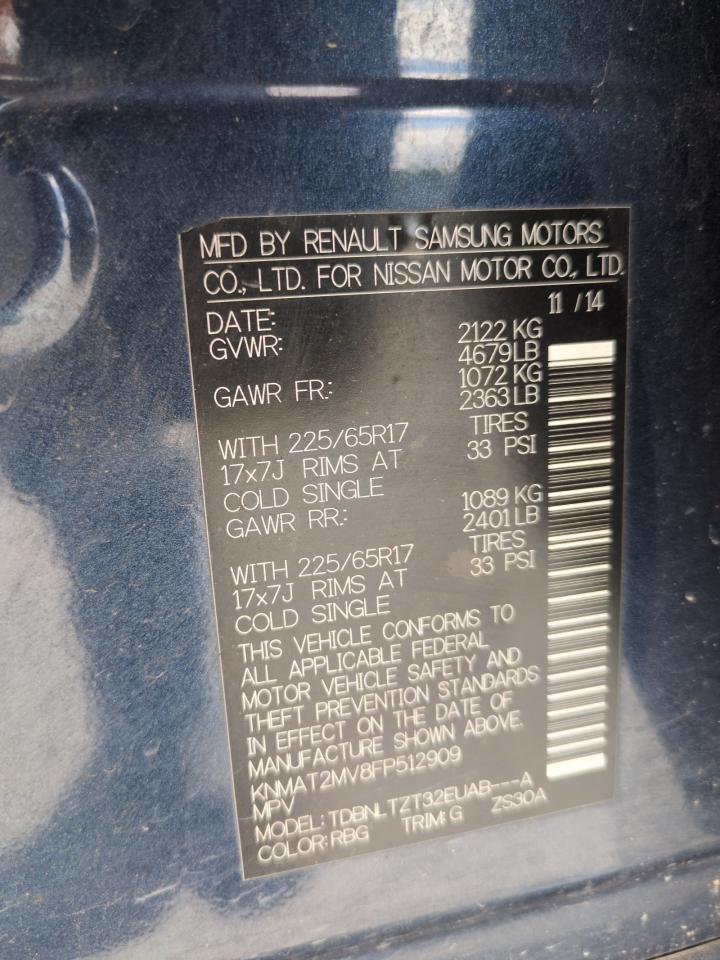 MFD BY RENAULT SAMSUNG MOTORS
CO., LTD. FOR NISSAN MOTOR CO., LTD.
DATE: 11 / 14
GVWR: 2122 KG
4679 LB
GAWR FR.: 1072 KG
2363 LB
WITH 225/65R17 TIRES
17x7J RIMS AT 33 PSI
COLD SINGLE
GAWR RR.: 1089 KG
2401 LB
WITH 225/65R17 TIRES
17x7J RIMS AT 33 PSI
COLD SINGLE
THIS VEHICLE CONFORMS TO
ALL APPLICABLE FEDERAL
MOTOR VEHICLE SAFETY AND
THEFT PREVENTION STANDARDS
IN EFFECT ON THE DATE OF
MANUFACTURE SHOWN ABOVE.
KNMAT2MV8FP512909
MPV
MODEL: TDBNLTZT32EUAB---A
COLOR: RBG TRIM: G ZS30A